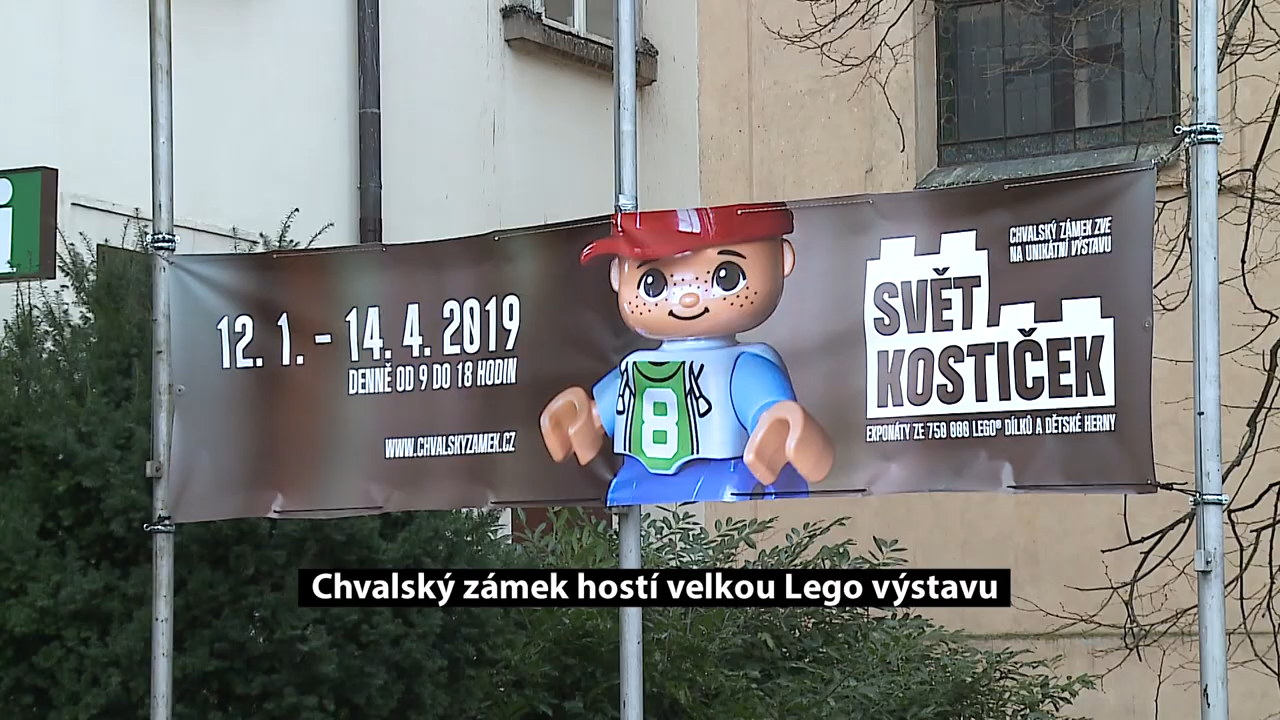 i
12. 1. – 14. 4. 2019
DENNĚ OD 9 DO 18 HODIN
WWW.CHVALSKYZAMEK.CZ
8
CHVALSKÝ ZÁMEK ZVE
NA UNIKÁTNÍ VÝSTAVU
SVĚT
KOSTIČEK
EXPONÁTY ZE 750 000 LEGO® DÍLKŮ A DĚTSKÉ HERNY
Chvalský zámek hostí velkou Lego výstavu